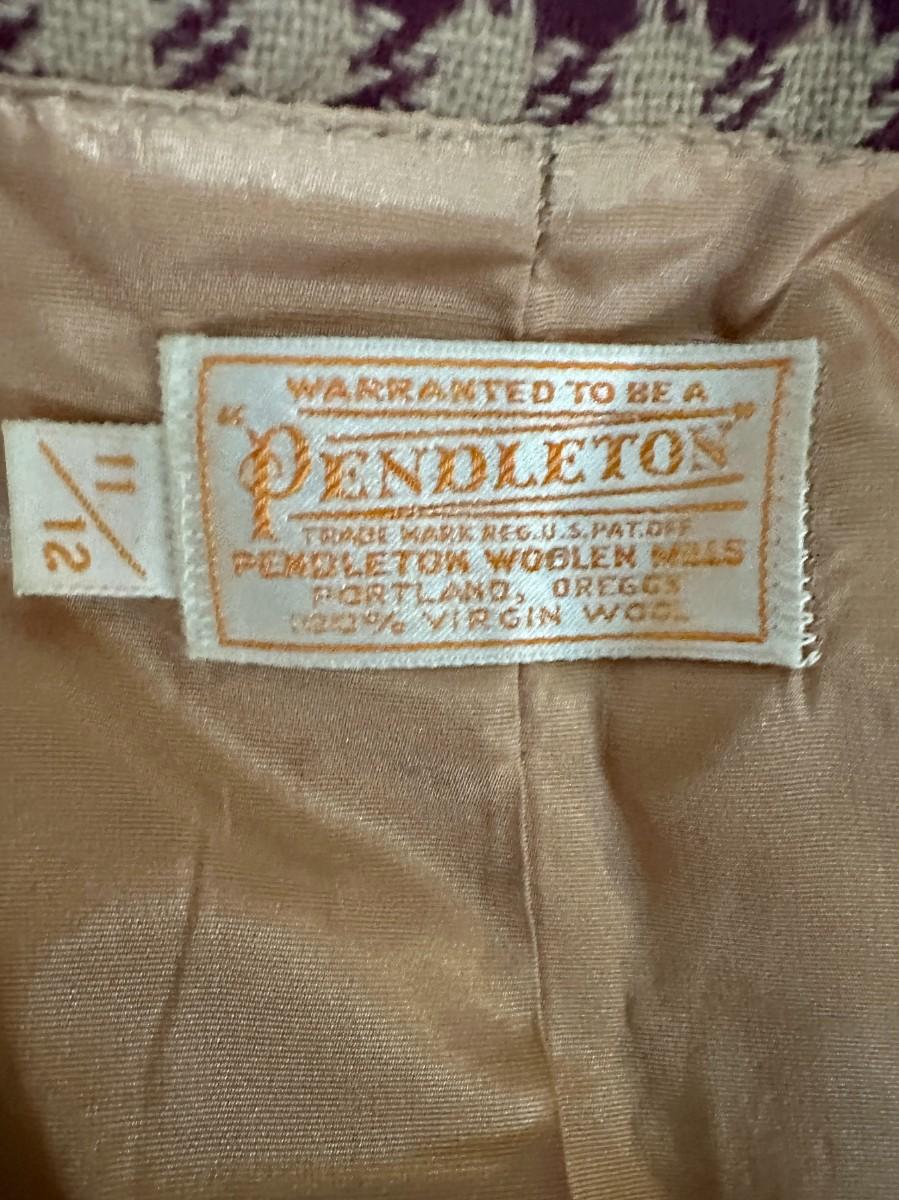 WARRANTED TO BE A
"PENDLETON"
TRADE MARK REG. U.S. PAT. OFF.
PENDLETON WOOLEN MILLS
PORTLAND, OREGON
100% VIRGIN WOOL
11/12